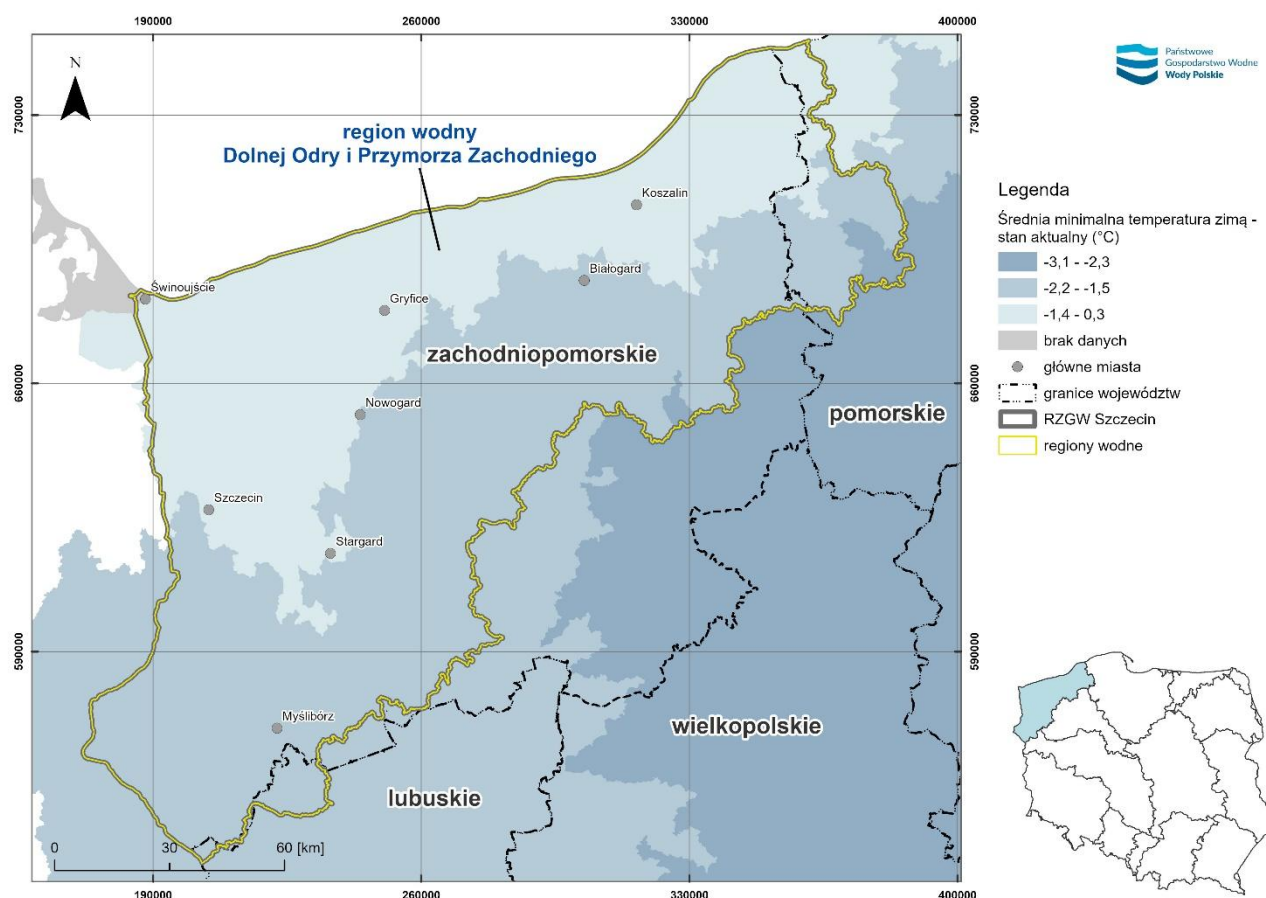 190000
260000
330000
400000
N
730000
730000
region wodny
Dolnej Odry i Przymorza Zachodniego
Koszalin
Białogard
Świnoujście
Gryfice
zachodniopomorskie
660000
660000
Nowogard
pomorskie
Szczecin
Stargard
590000
590000
Myślibórz
wielkopolskie
lubuskie
0
30
60 [km]
190000
260000
330000
400000
Państwowe
Gospodarstwo Wodne
Wody Polskie
Legenda
Średnia minimalna temperatura zimą -
stan aktualny (°C)
-3,1 - -2,3
-2,2 - -1,5
-1,4 - 0,3
brak danych
główne miasta
granice województw
RZGW Szczecin
regiony wodne